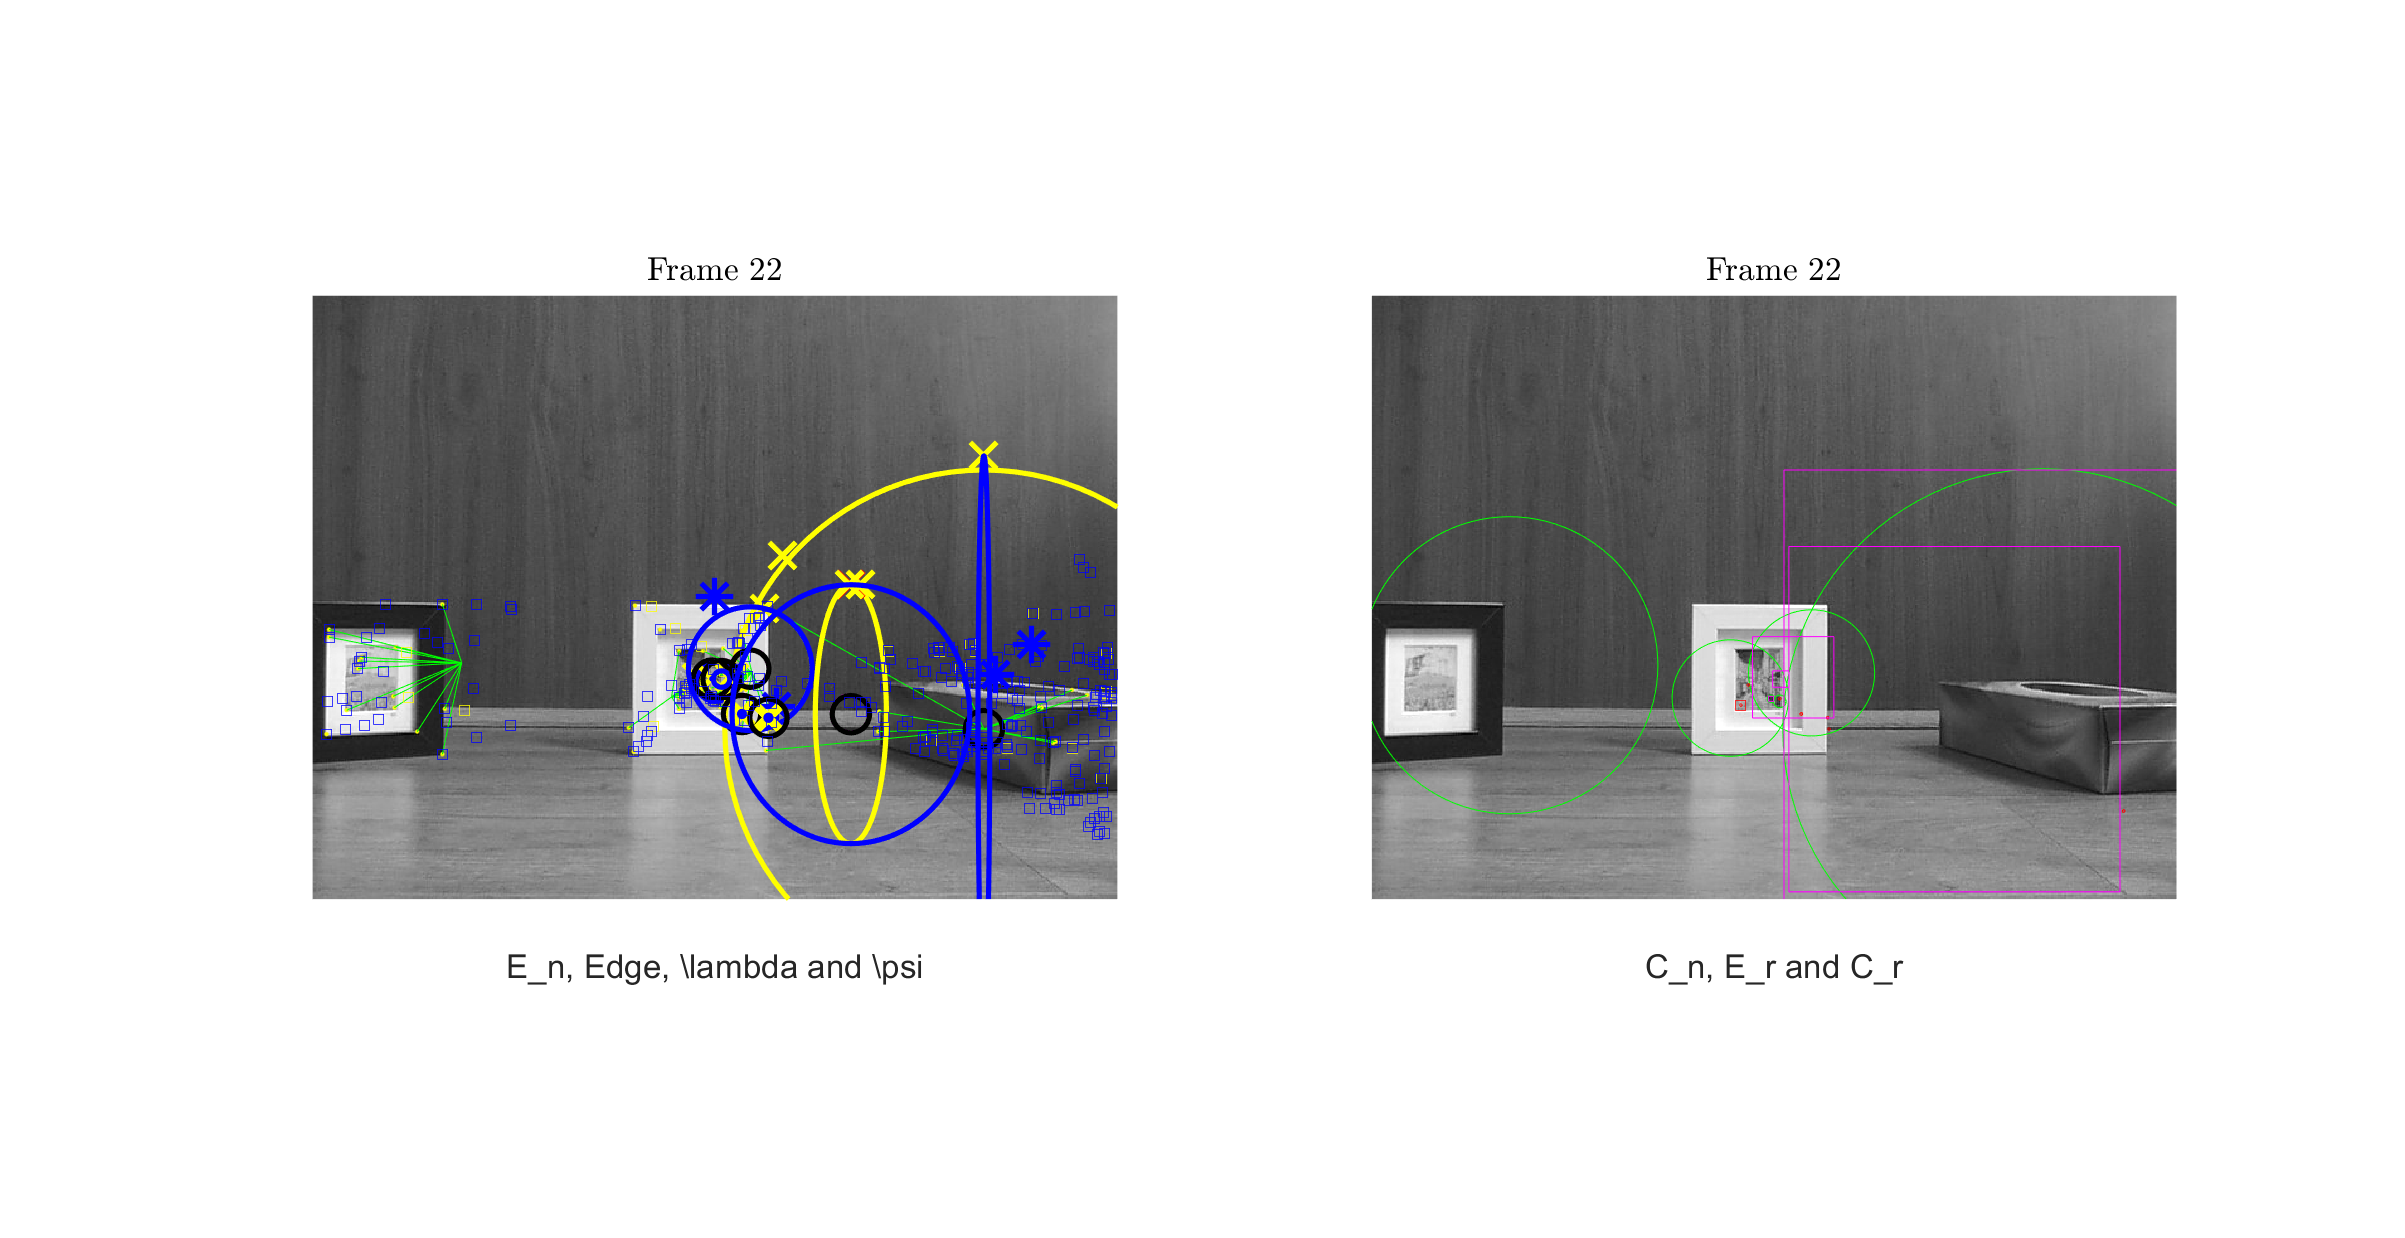 Frame 22
Frame 22
E_n, Edge, \lambda and \psi
C_n, E_r and C_r